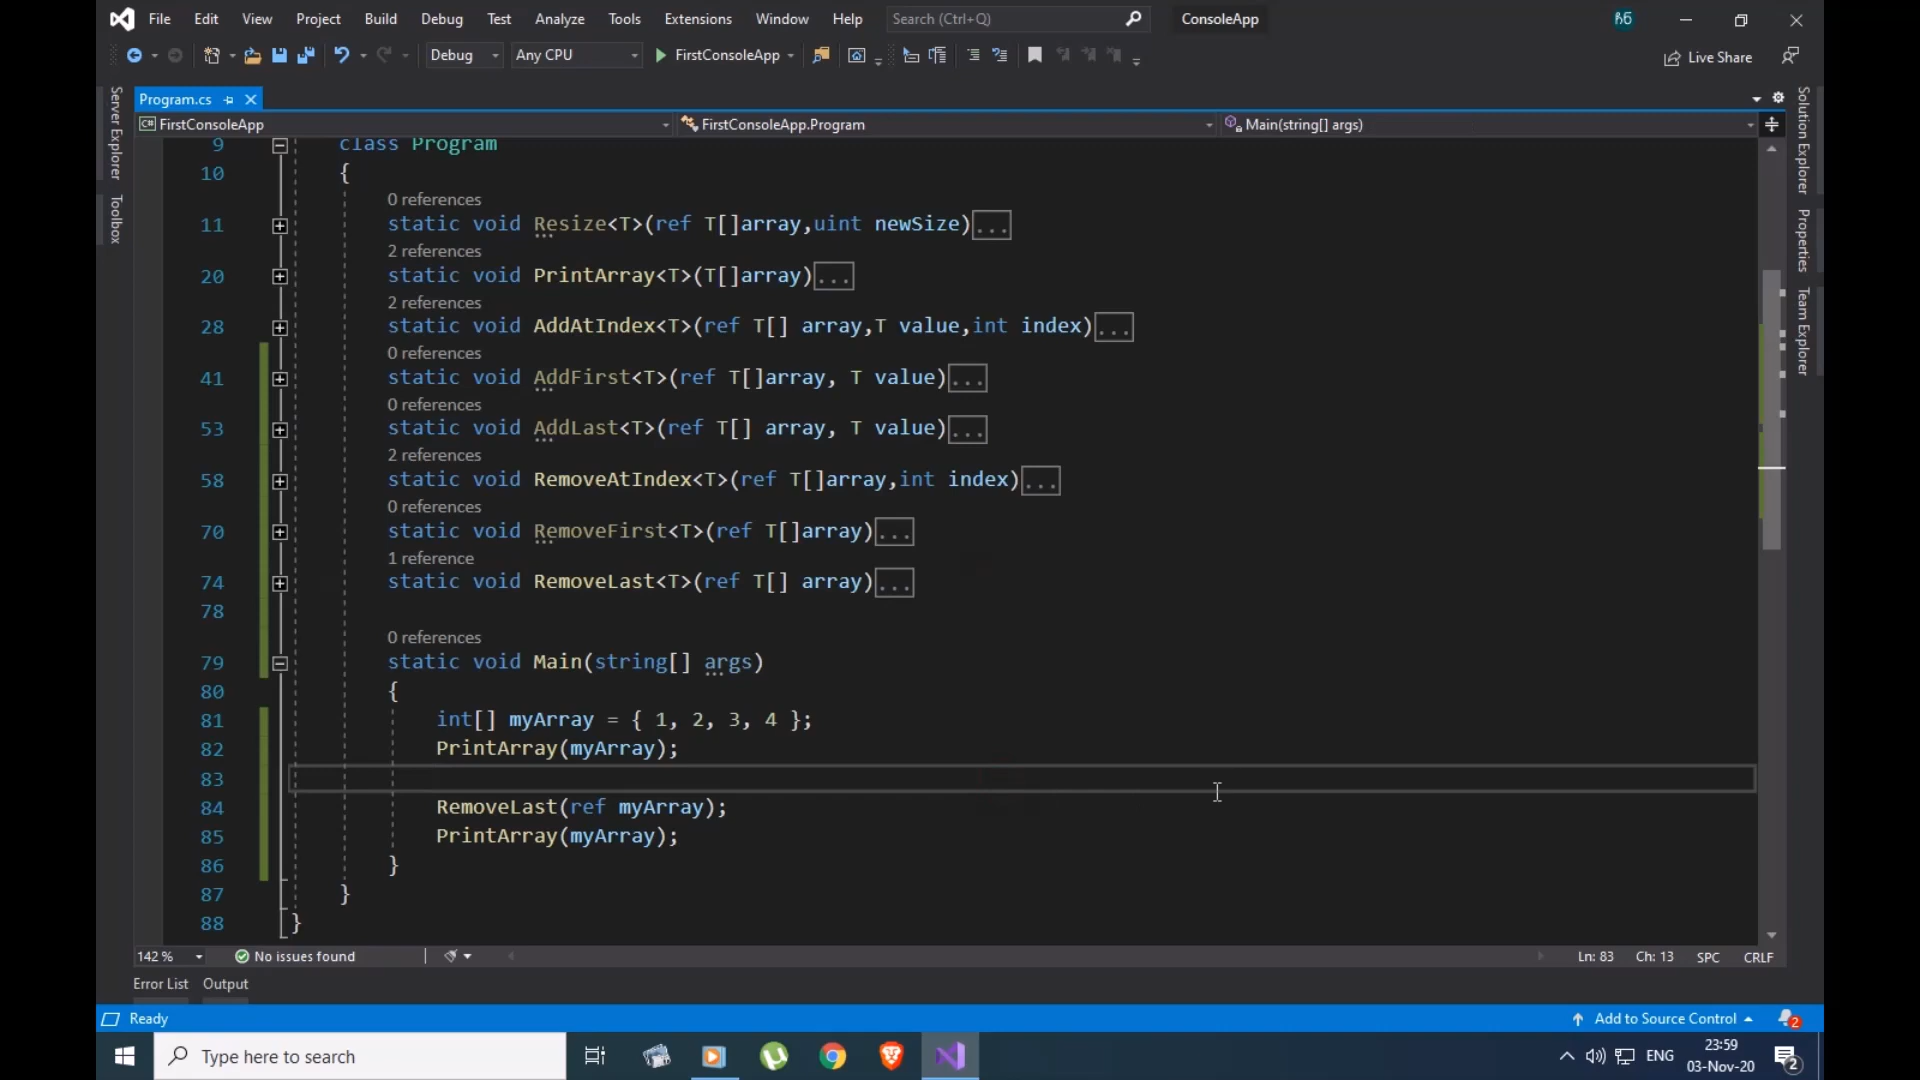 File Edit View Project Build Debug Test Analyze Tools Extensions Window Help Search (Ctrl+Q) ConsoleApp
Debug Any CPU FirstConsoleApp Live Share
Server Explorer
Toolbox
Program.cs
FirstConsoleApp FirstConsoleApp.Program Main(string[] args)
9 class Program
10 {
0 references
11 static void Resize<T>(ref T[]array,uint newSize)...
2 references
20 static void PrintArray<T>(T[]array)...
2 references
28 static void AddAtIndex<T>(ref T[] array,T value,int index)...
0 references
41 static void AddFirst<T>(ref T[]array, T value)...
0 references
53 static void AddLast<T>(ref T[] array, T value)...
2 references
58 static void RemoveAtIndex<T>(ref T[]array,int index)...
0 references
70 static void RemoveFirst<T>(ref T[]array)...
1 reference
74 static void RemoveLast<T>(ref T[] array)...
78
0 references
79 static void Main(string[] args)
80 {
81 int[] myArray = { 1, 2, 3, 4 };
82 PrintArray(myArray);
83
84 RemoveLast(ref myArray);
85 PrintArray(myArray);
86 }
87 }
88 }
Solution Explorer
Properties
Team Explorer
142 % No issues found Ln: 83 Ch: 13 SPC CRLF
Error List Output
Ready Add to Source Control 2
Type here to search ENG 23:59
03-Nov-20 2